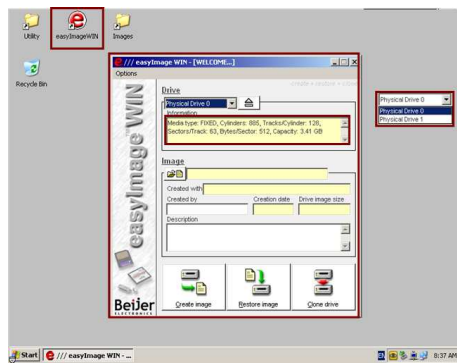 Utility
easyImageWIN
Images
Recycle Bin
/// easyImage WIN - [WELCOME...]
Options
easyImage WIN
Drive
Physical Drive 0
Information
Media type: FIXED, Cylinders: 885, Tracks/Cylinder: 128,
Sectors/Track: 63, Bytes/Sector: 512, Capacity: 3.41 GB
Image
Created with
Created by
Creation date
Drive image size
Description
Beijer
ELECTRONICS
Create image
Restore image
Clone drive
Physical Drive 0
Physical Drive 0
Physical Drive 1
Start
/// easyImage WIN - ...
EN
8:37 AM